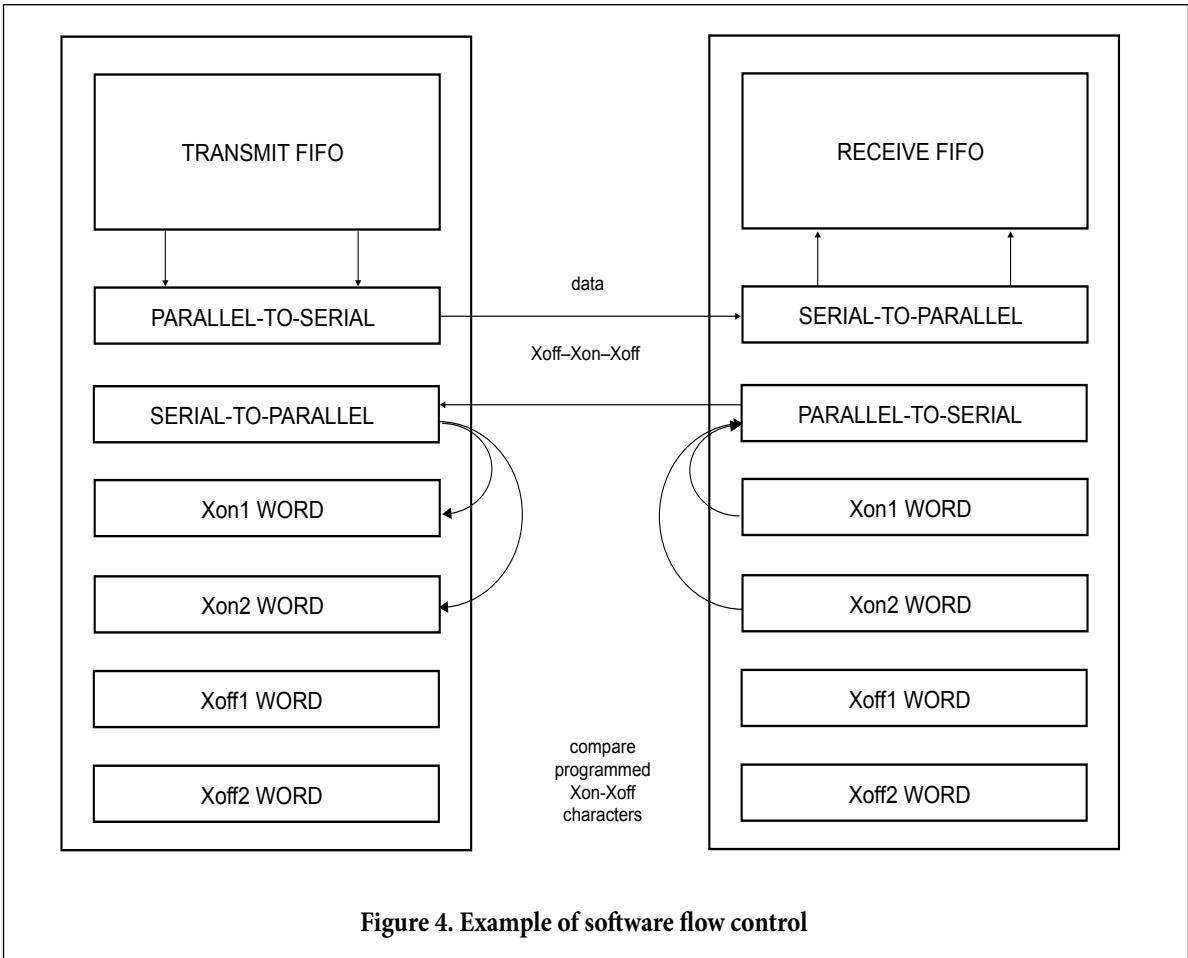 TRANSMIT FIFO
PARALLEL-TO-SERIAL
SERIAL-TO-PARALLEL
Xon1 WORD
Xon2 WORD
Xoff1 WORD
Xoff2 WORD
data
Xoff–Xon–Xoff
compare
programmed
Xon-Xoff
characters
RECEIVE FIFO
SERIAL-TO-PARALLEL
PARALLEL-TO-SERIAL
Xon1 WORD
Xon2 WORD
Xoff1 WORD
Xoff2 WORD
Figure 4. Example of software flow control